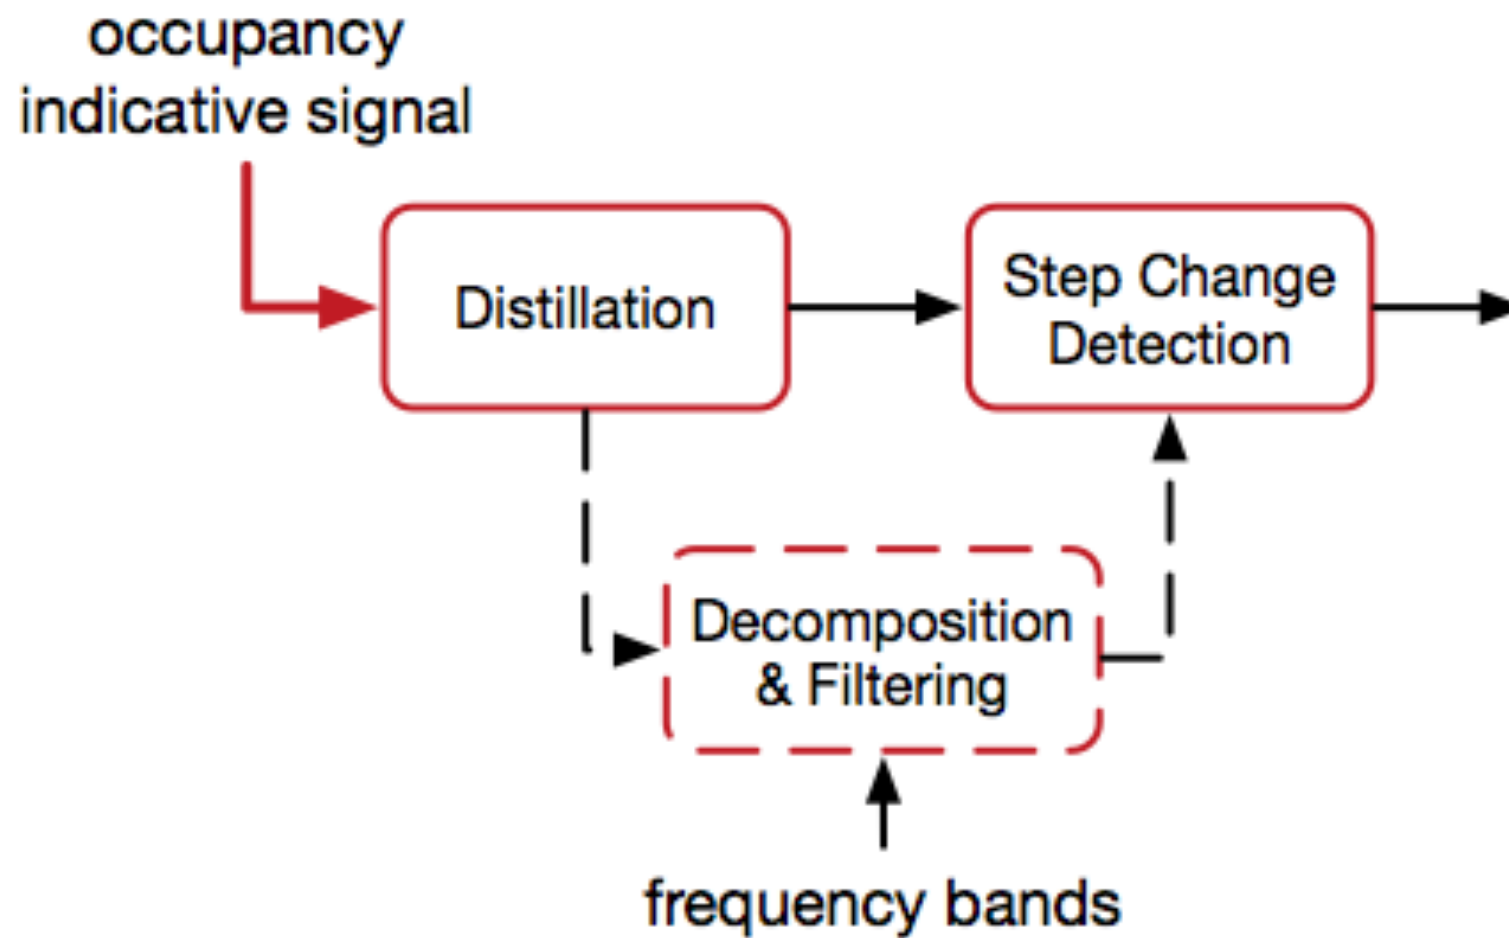 occupancy
indicative signal
Distillation
Step Change
Detection
Decomposition
& Filtering
frequency bands